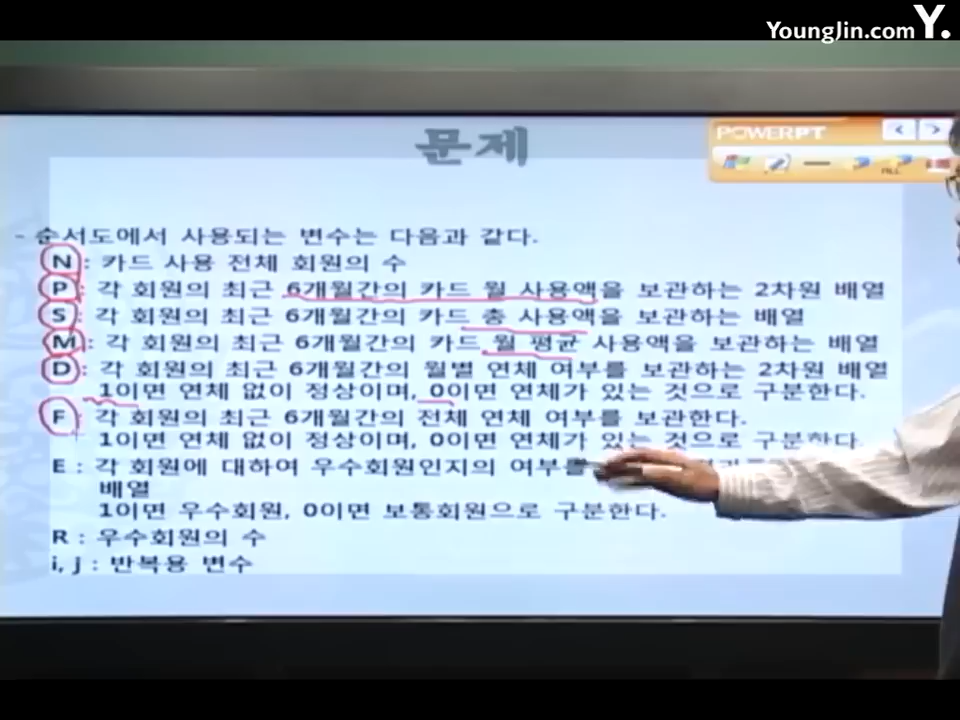 YoungJin.com Y.
문제
POWERPT
ALL
- 순서도에서 사용되는 변수는 다음과 같다.
N : 카드 사용 전체 회원의 수
P : 각 회원의 최근 6개월간의 카드 월 사용액을 보관하는 2차원 배열
S : 각 회원의 최근 6개월간의 카드 총 사용액을 보관하는 배열
M : 각 회원의 최근 6개월간의 카드 월 평균 사용액을 보관하는 배열
D : 각 회원의 최근 6개월간의 월별 연체 여부를 보관하는 2차원 배열
1이면 연체 없이 정상이며, 0이면 연체가 있는 것으로 구분한다.
F : 각 회원의 최근 6개월간의 전체 연체 여부를 보관한다.
1이면 연체 없이 정상이며, 0이면 연체가 있는 것으로 구분한다.
E : 각 회원에 대하여 우수회원인지의 여부를
배열
1이면 우수회원, 0이면 보통회원으로 구분한다.
R : 우수회원의 수
i, j : 반복용 변수